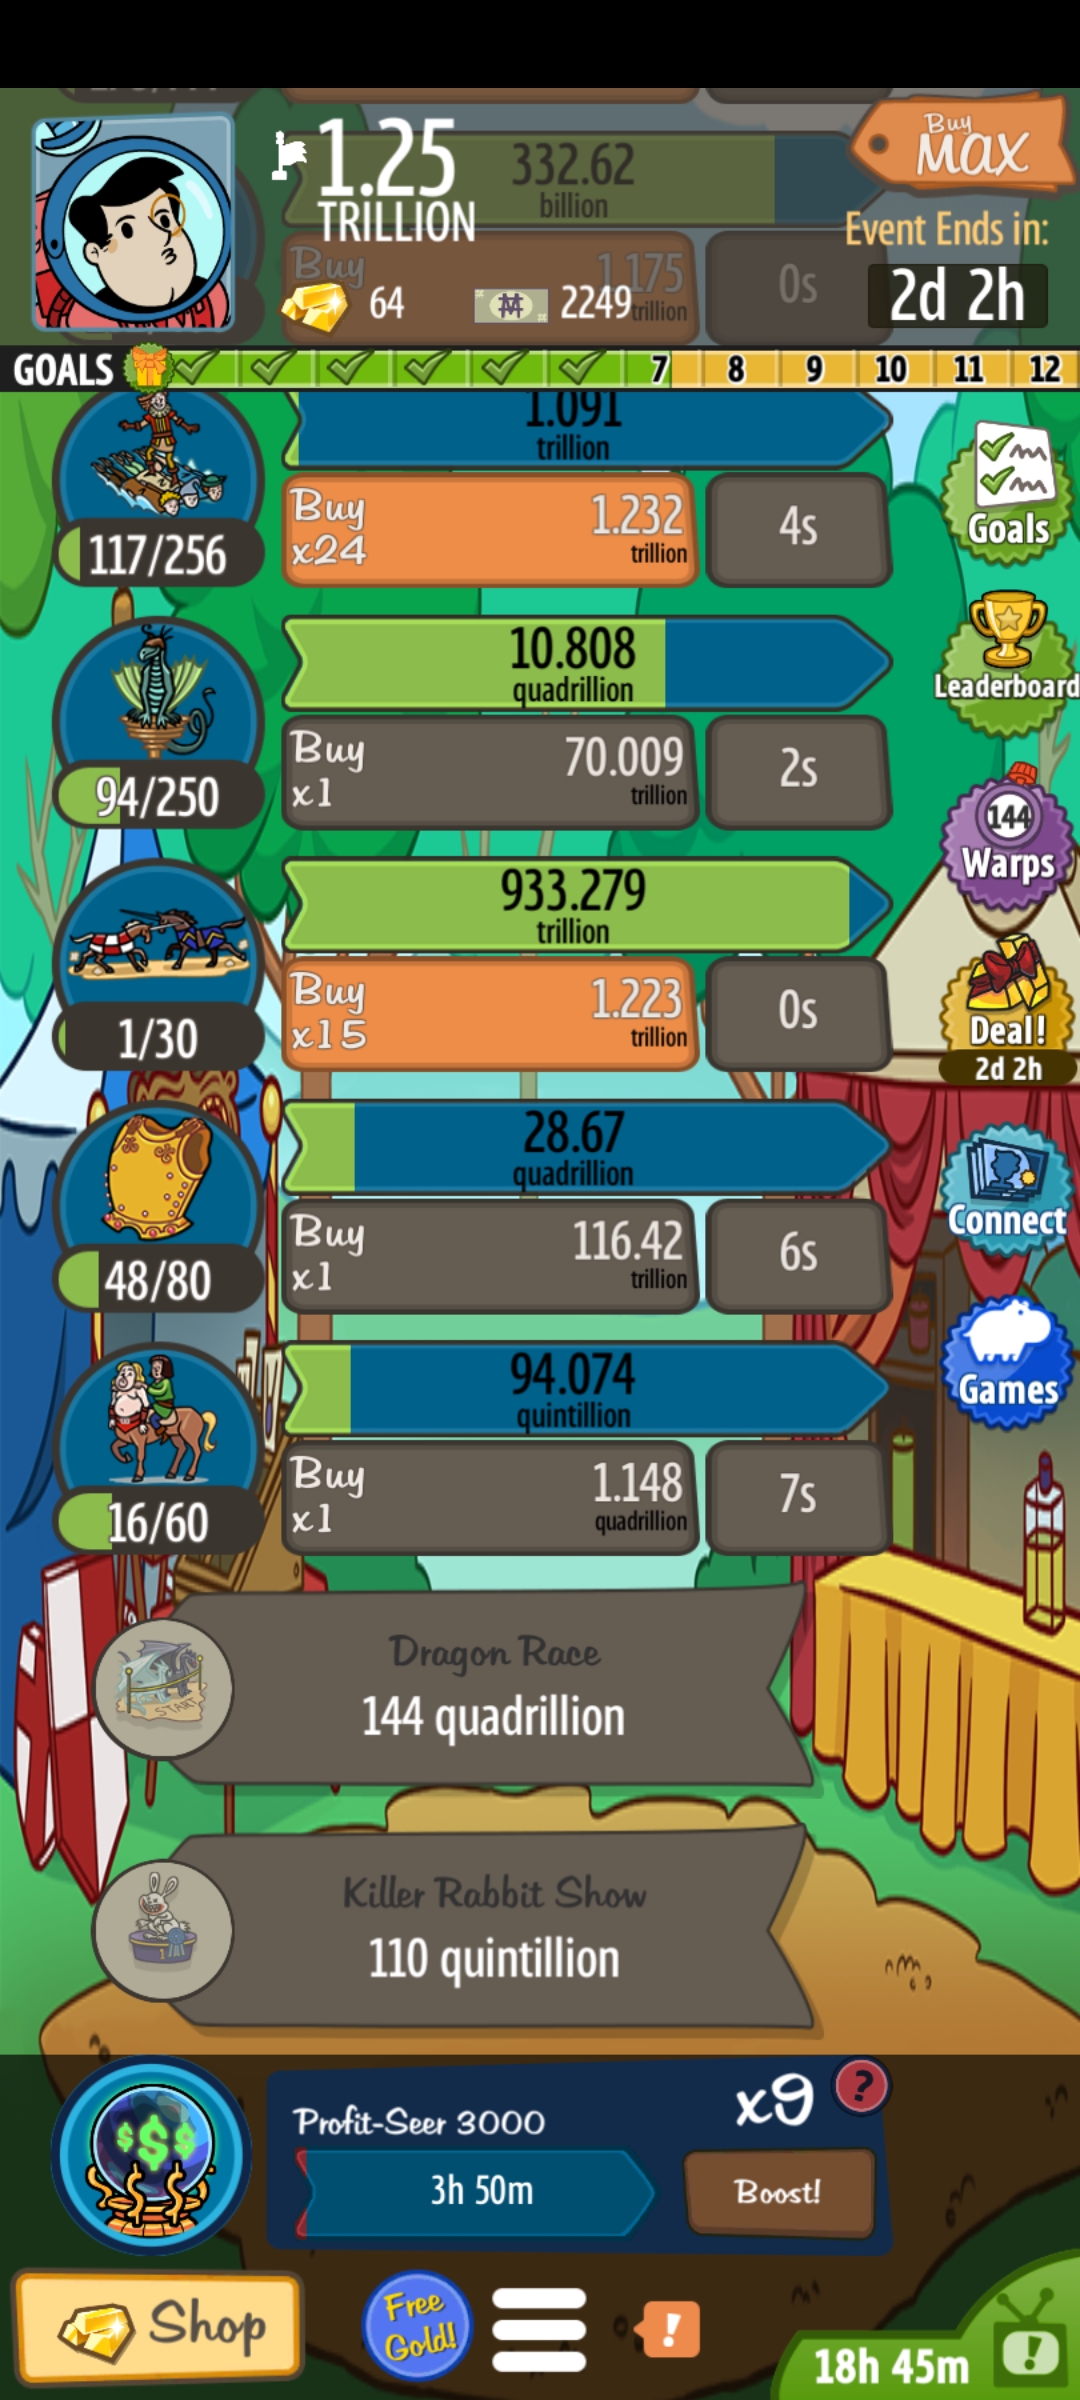 1.25
TRILLION
332.62
billion
Buy
MAX
Event Ends in:
2d 2h
Buy
1.175
trillion
0s
64
2249
GOALS
7
8
9
10
11
12
1.091
trillion
117/256
Buy
x24
1.232
trillion
4s
Goals
10.808
quadrillion
94/250
Buy
x1
70.009
trillion
2s
Leaderboard
144
Warps
933.279
trillion
1/30
Buy
x15
1.223
trillion
0s
Deal!
2d 2h
28.67
quadrillion
48/80
Buy
x1
116.42
trillion
6s
Connect
94.074
quintillion
16/60
Buy
x1
1.148
quadrillion
7s
Games
START
Dragon Race
144 quadrillion
1
Killer Rabbit Show
110 quintillion
$$$
Profit-Seer 3000
x9
?
3h 50m
Boost!
Shop
Free
Gold!
!
18h 45m
!